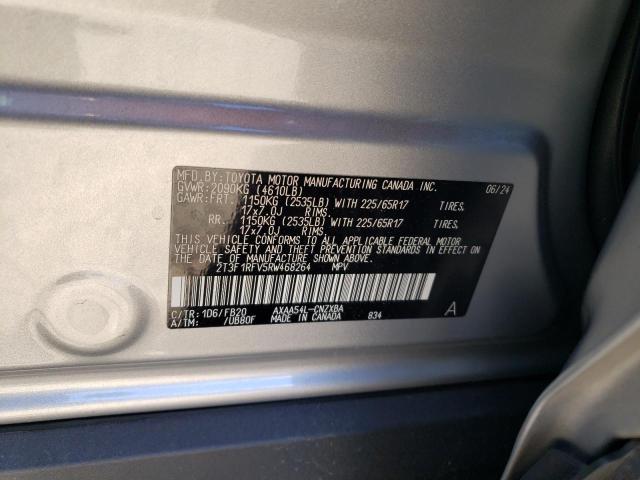 MFD.BY:TOYOTA MOTOR MANUFACTURING CANADA INC.
GVWR:2090KG (4610LB) 06/24
GAWR:FRT. 1150KG (2535LB) WITH 225/65R17 TIRES,
17x7.0J RIMS,
RR. 1150KG (2535LB) WITH 225/65R17 TIRES,
17x7.0J RIMS,
THIS VEHICLE CONFORMS TO ALL APPLICABLE FEDERAL MOTOR
VEHICLE SAFETY AND THEFT PREVENTION STANDARDS IN EFFECT ON
THE DATE OF MANUFACTURE SHOWN ABOVE.
2T3F1RFV5RW468264 MPV
C/TR:1D6/FB20 AXAA54L-CNZXBA A
A/TM: /UB80F MADE IN CANADA 834